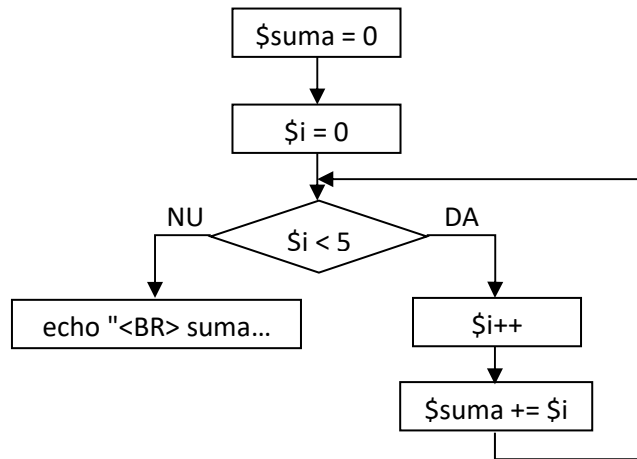 $suma = 0
$i = 0
NU
$i < 5
DA
echo "<BR> suma...
$i++
$suma += $i